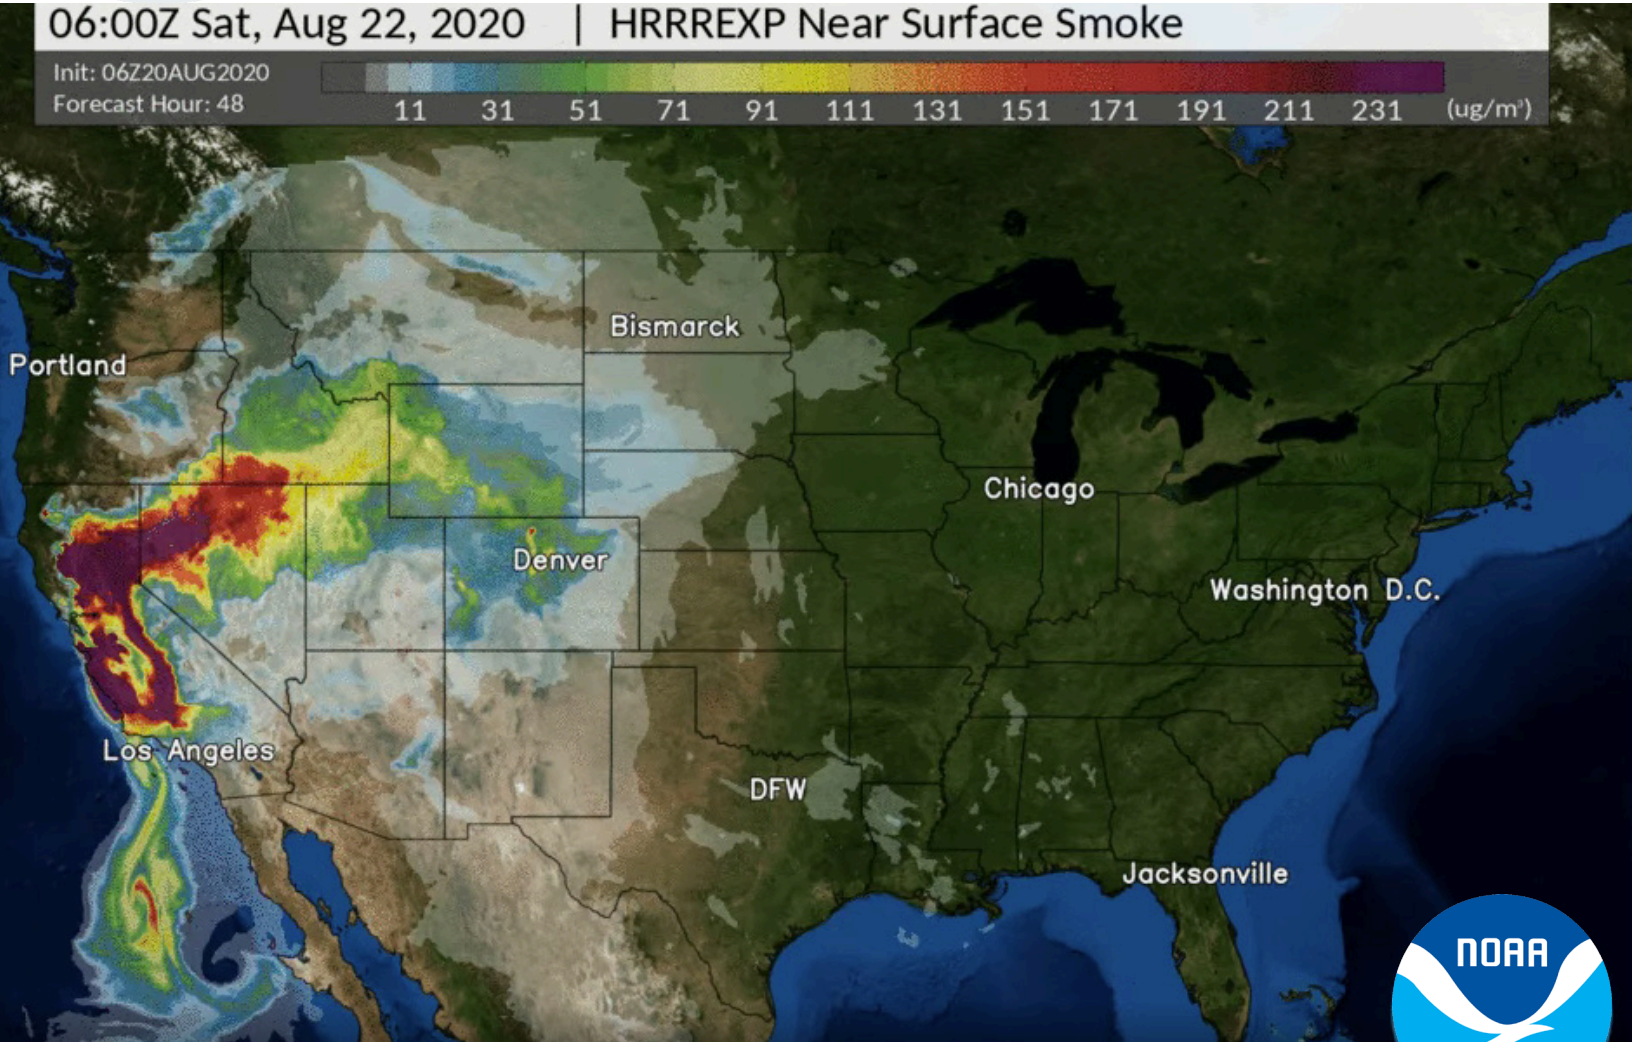 06:00Z Sat, Aug 22, 2020 | HRRREXP Near Surface Smoke
Init: 06Z20AUG2020
Forecast Hour: 48
11 31 51 71 91 111 131 151 171 191 211 231 (ug/m³)
Bismarck
Portland
Chicago
Denver
Washington D.C.
Los Angeles
DFW
Jacksonville
NOAA